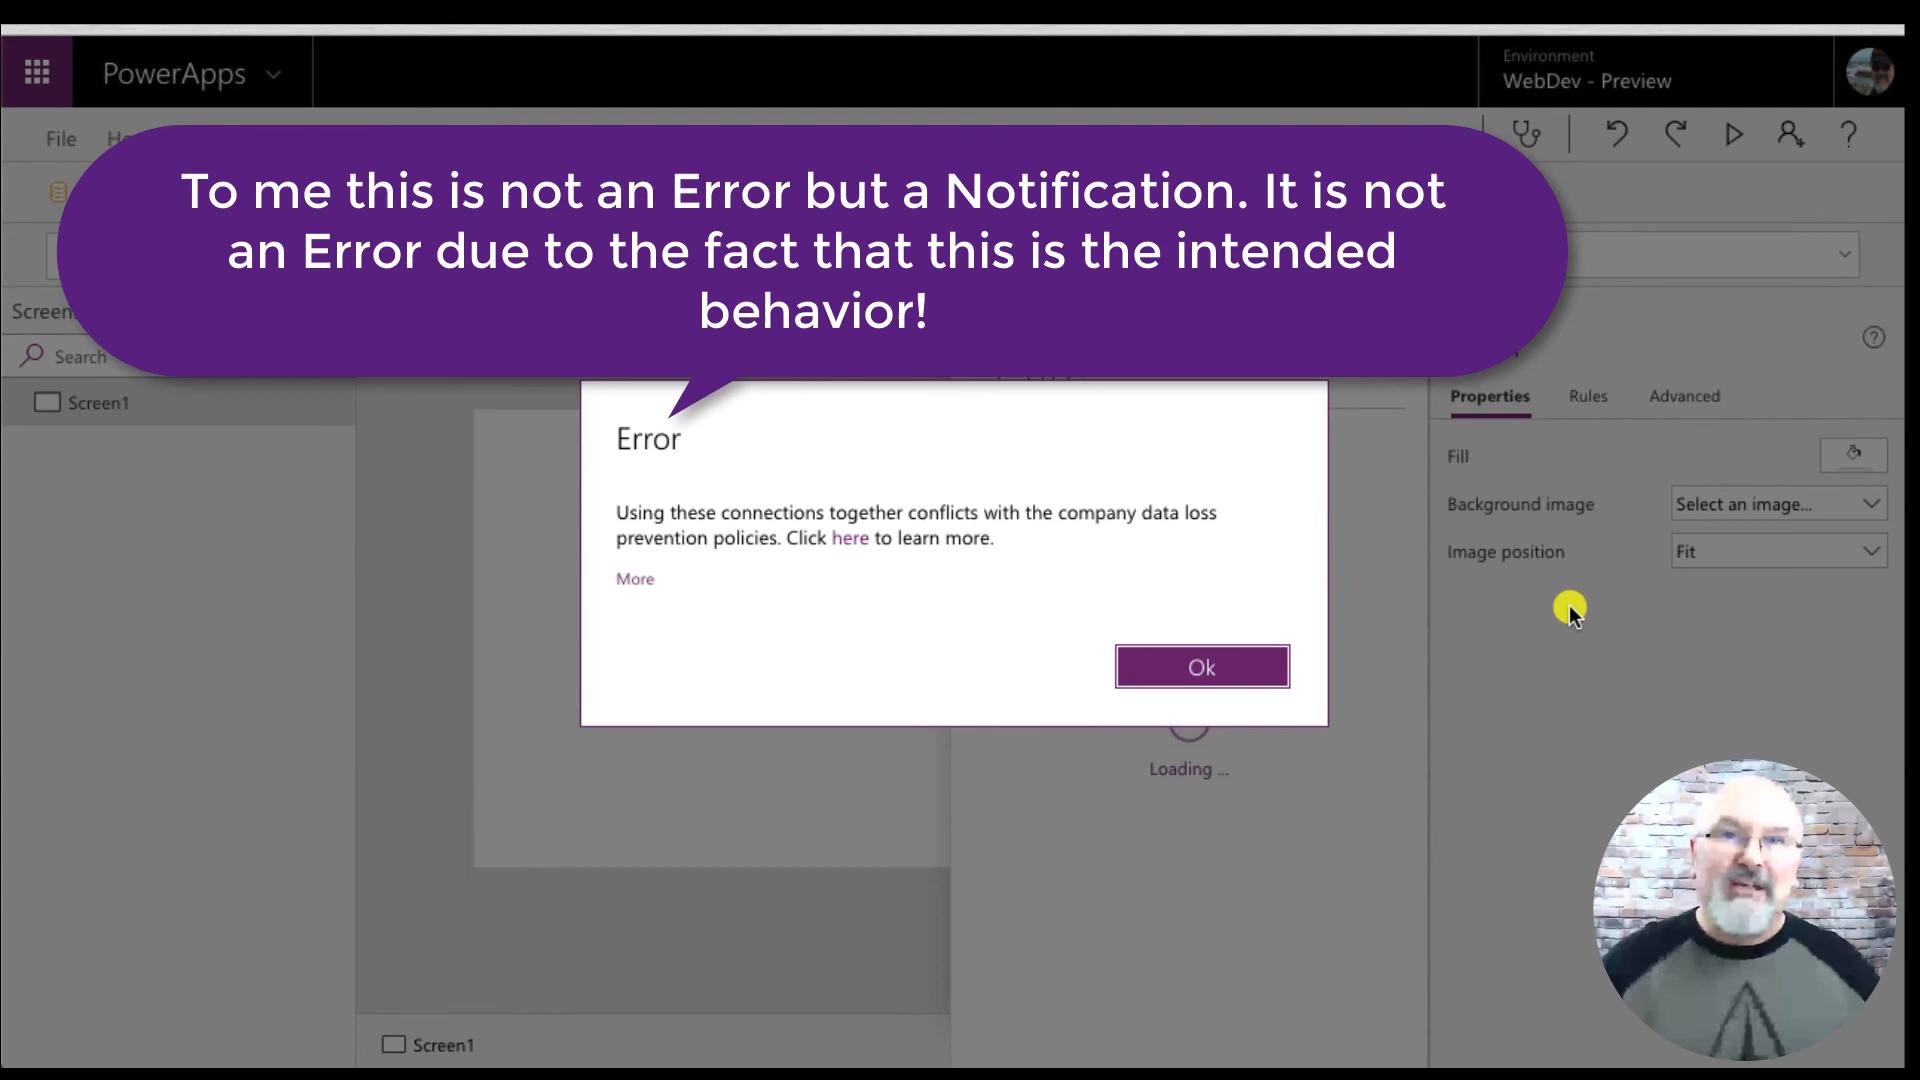 PowerApps
Environment
WebDev - Preview
File
To me this is not an Error but a Notification. It is not
an Error due to the fact that this is the intended
behavior!
Screen
Search
Screen1
Properties Rules Advanced
Error
Fill
Background image Select an image...
Using these connections together conflicts with the company data loss
prevention policies. Click here to learn more.
Image position Fit
More
Ok
Loading ...
Screen1